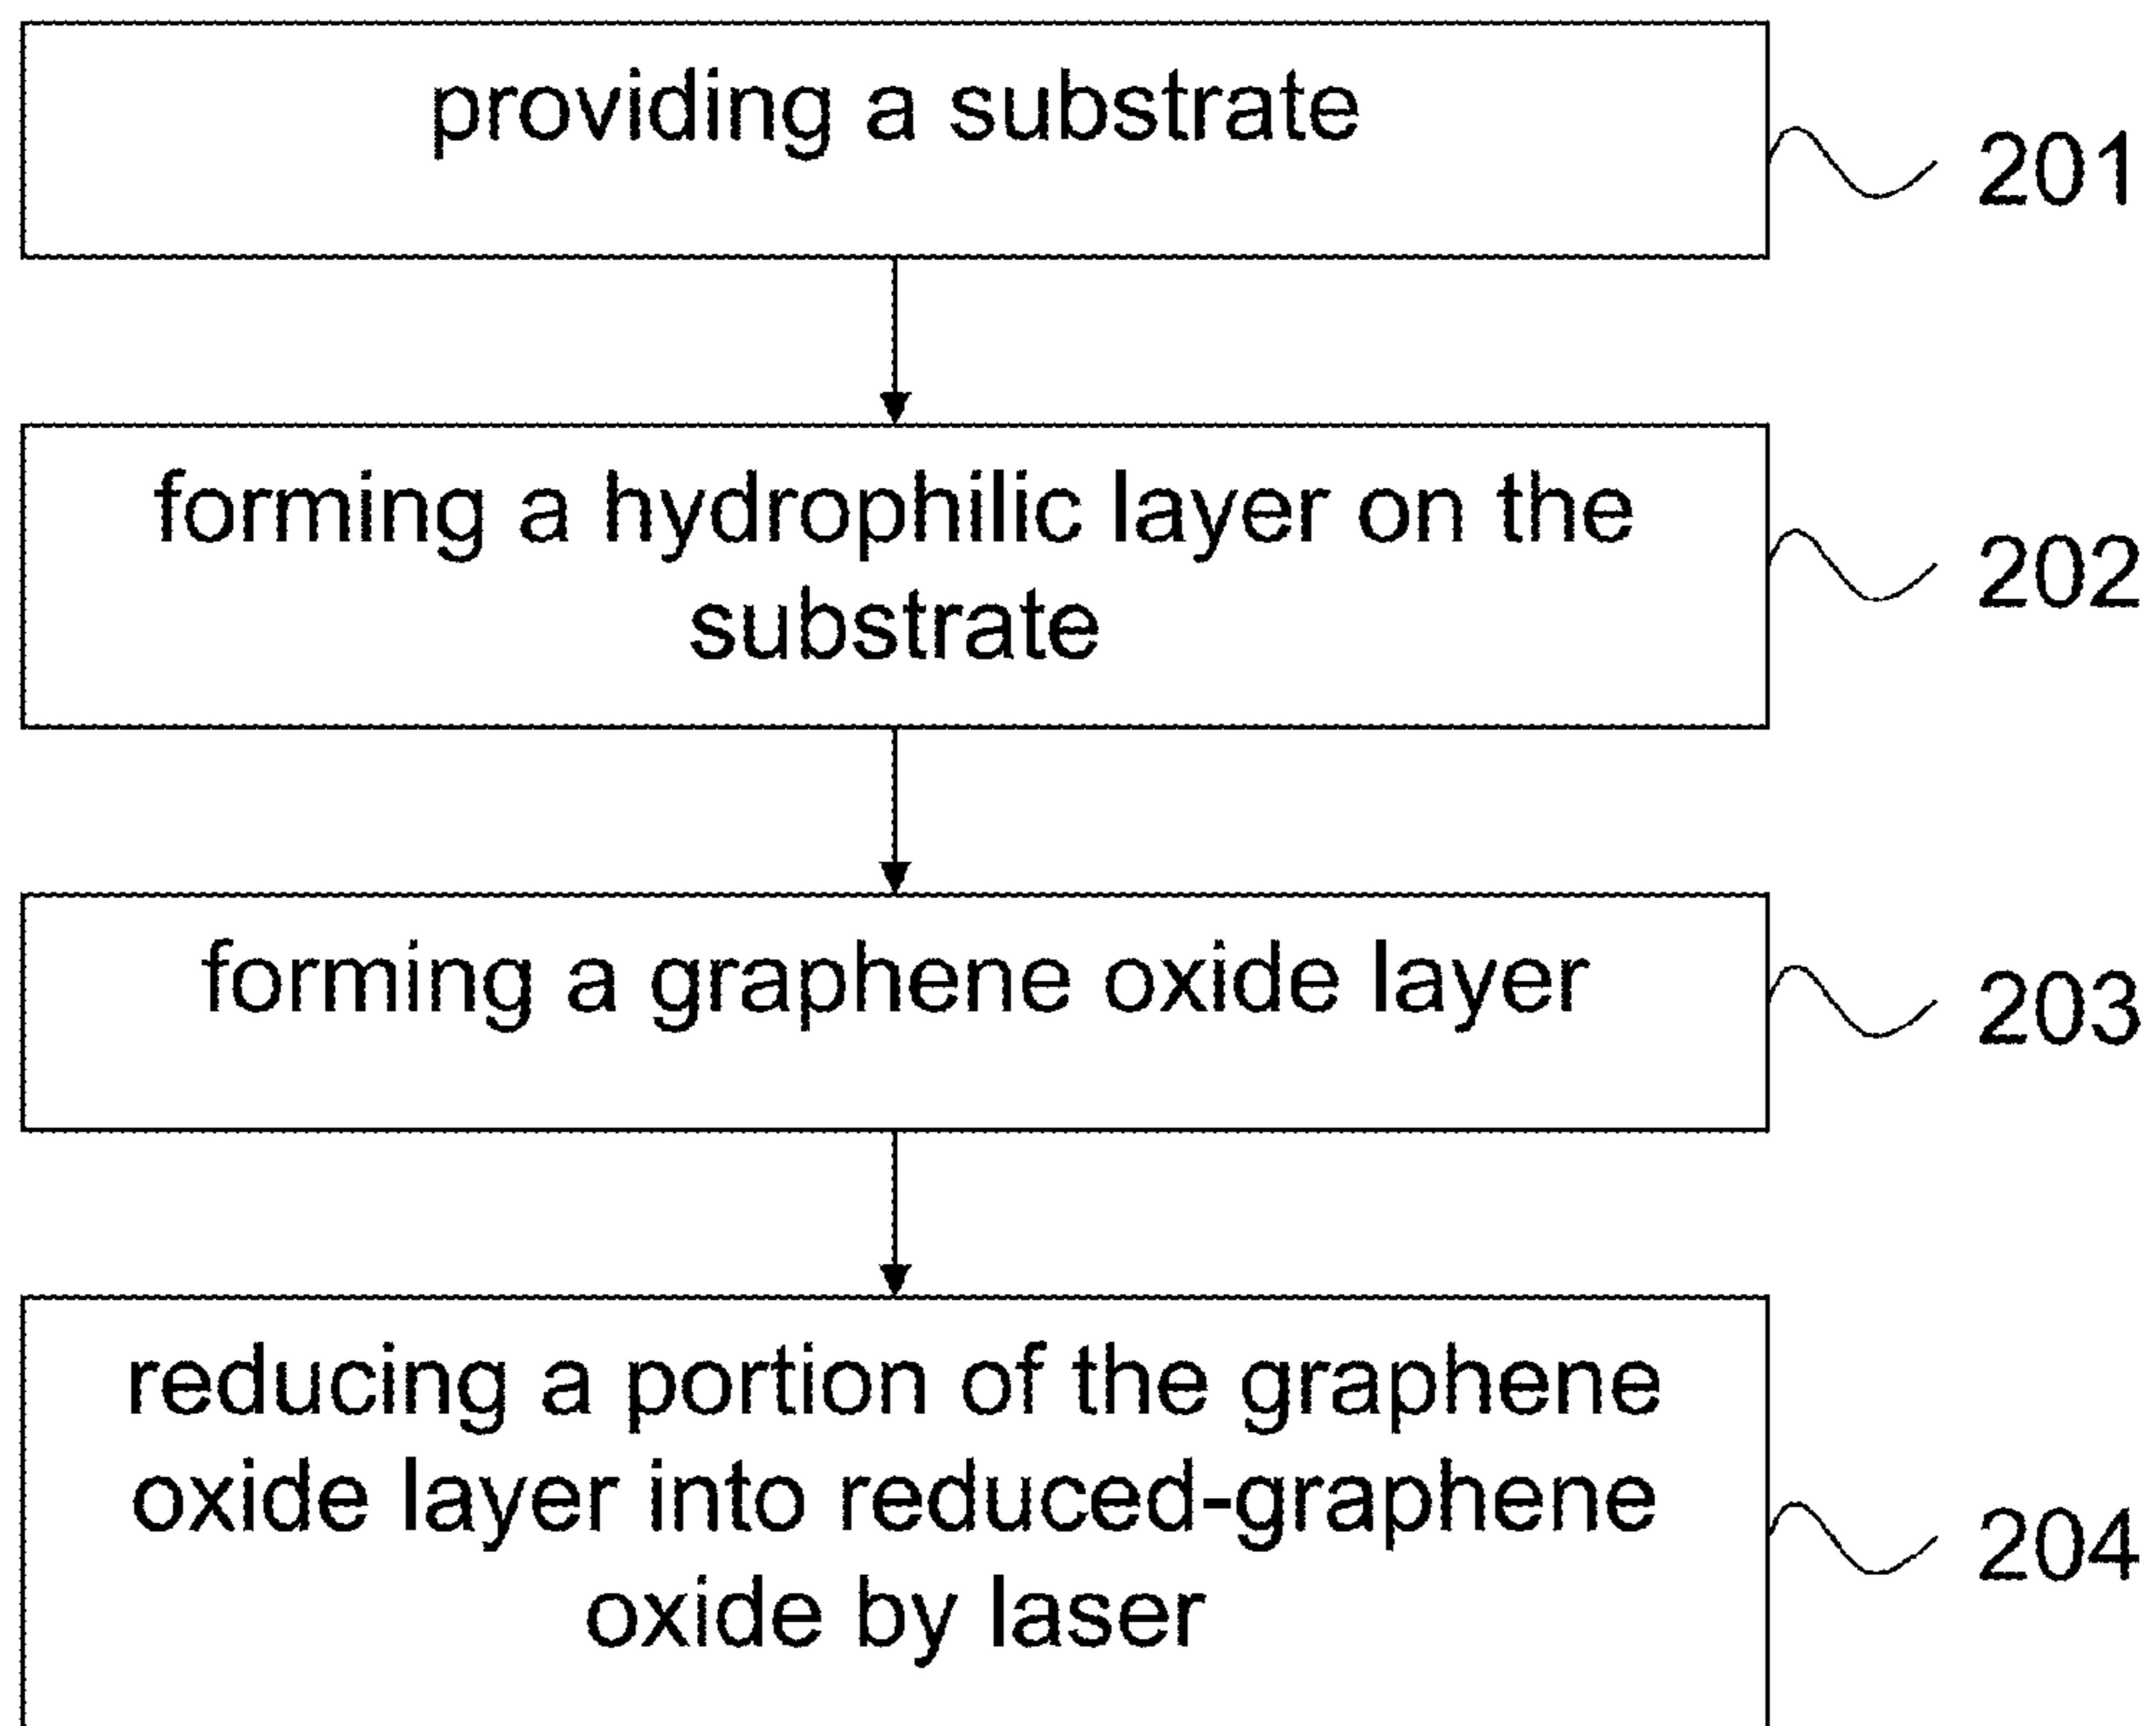 providing a substrate
201
forming a hydrophilic layer on the
substrate
202
forming a graphene oxide layer
203
reducing a portion of the graphene
oxide layer into reduced-graphene
oxide by laser
204